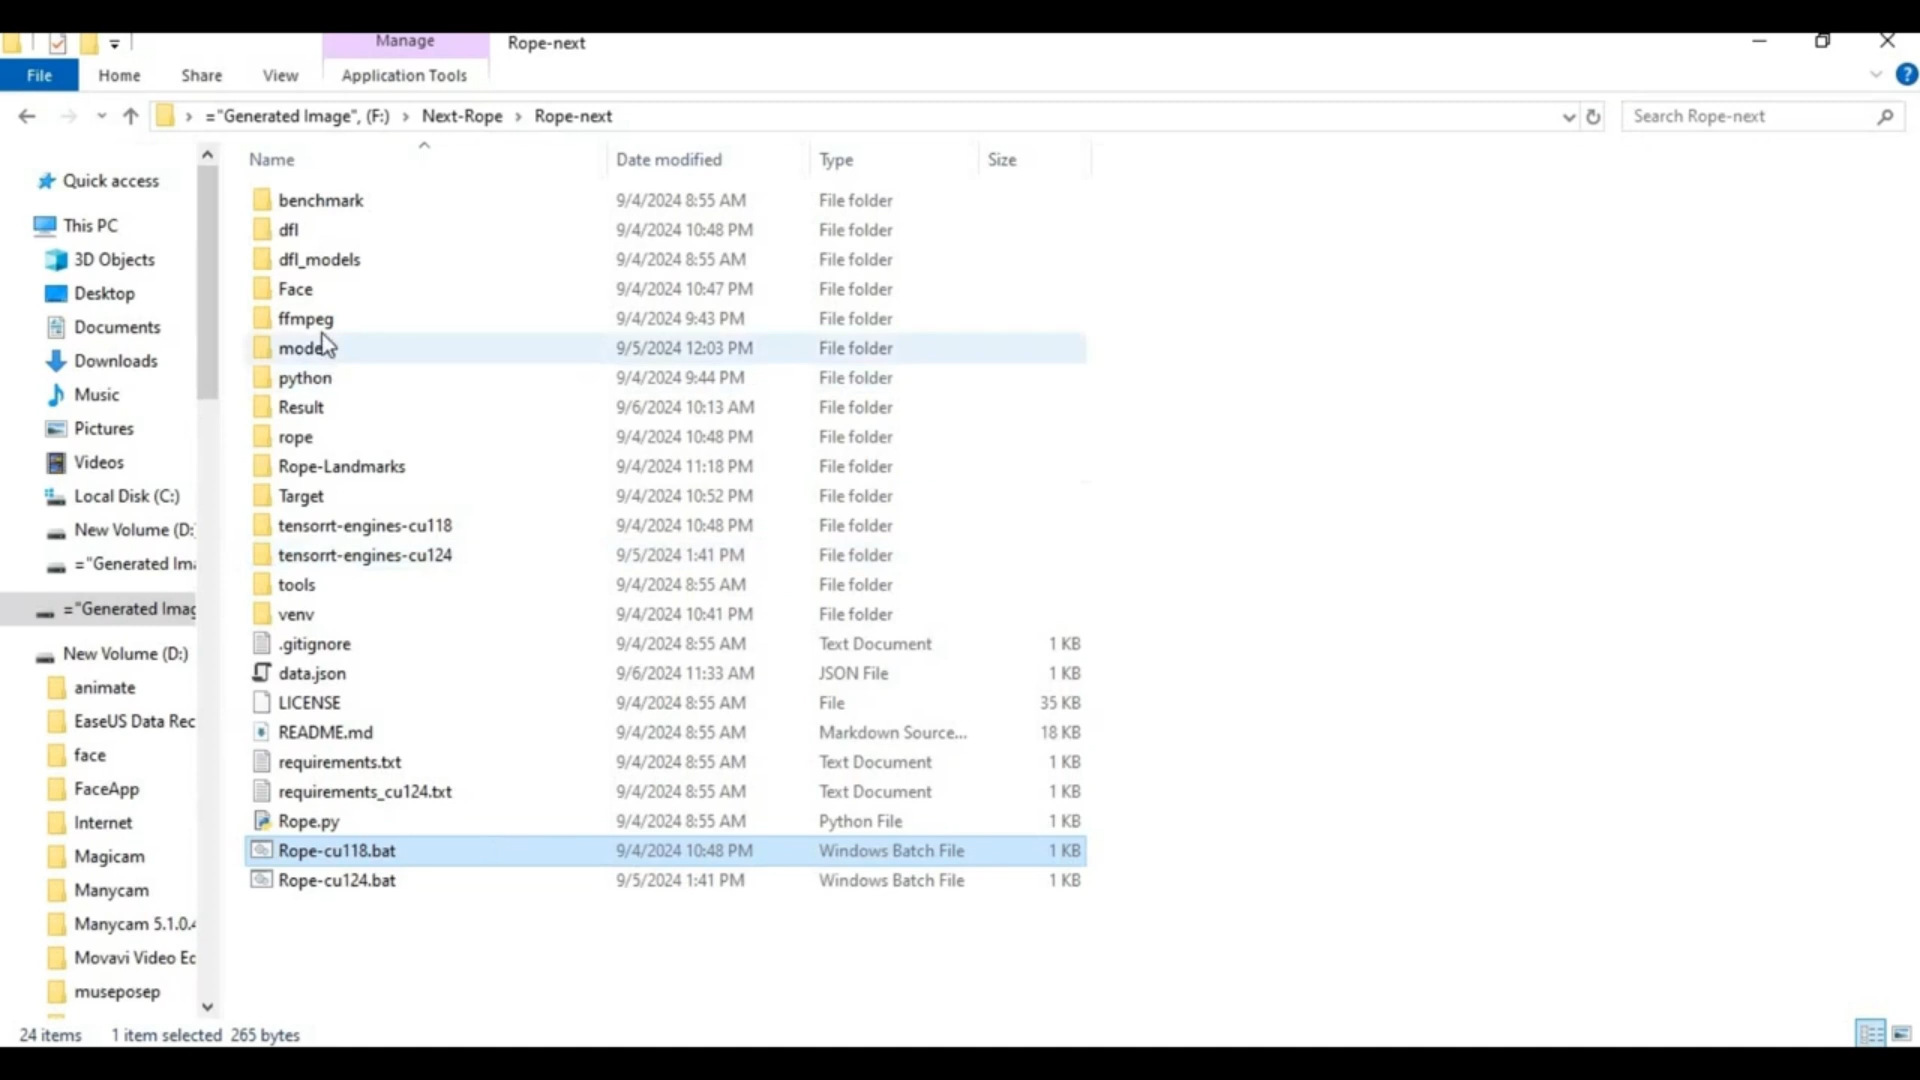 Manage
Rope-next
File
Home
Share
View
Application Tools
="Generated Image", (F:) > Next-Rope > Rope-next
Search Rope-next
Name
Date modified
Type
Size
Quick access
This PC
3D Objects
Desktop
Documents
Downloads
Music
Pictures
Videos
Local Disk (C:)
New Volume (D:
="Generated Ima
="Generated Imag
New Volume (D:)
animate
EaseUS Data Rec
face
FaceApp
Internet
Magicam
Manycam
Manycam 5.1.0.4
Movavi Video Ed
museposep
benchmark 9/4/2024 8:55 AM File folder
dfl 9/4/2024 10:48 PM File folder
dfl_models 9/4/2024 8:55 AM File folder
Face 9/4/2024 10:47 PM File folder
ffmpeg 9/4/2024 9:43 PM File folder
mode 9/5/2024 12:03 PM File folder
python 9/4/2024 9:44 PM File folder
Result 9/6/2024 10:13 AM File folder
rope 9/4/2024 10:48 PM File folder
Rope-Landmarks 9/4/2024 11:18 PM File folder
Target 9/4/2024 10:52 PM File folder
tensorrt-engines-cu118 9/4/2024 10:48 PM File folder
tensorrt-engines-cu124 9/5/2024 1:41 PM File folder
tools 9/4/2024 8:55 AM File folder
venv 9/4/2024 10:41 PM File folder
.gitignore 9/4/2024 8:55 AM Text Document 1 KB
data.json 9/6/2024 11:33 AM JSON File 1 KB
LICENSE 9/4/2024 8:55 AM File 35 KB
README.md 9/4/2024 8:55 AM Markdown Source... 18 KB
requirements.txt 9/4/2024 8:55 AM Text Document 1 KB
requirements_cu124.txt 9/4/2024 8:55 AM Text Document 1 KB
Rope.py 9/4/2024 8:55 AM Python File 1 KB
Rope-cu118.bat 9/4/2024 10:48 PM Windows Batch File 1 KB
Rope-cu124.bat 9/5/2024 1:41 PM Windows Batch File 1 KB
24 items 1 item selected 265 bytes